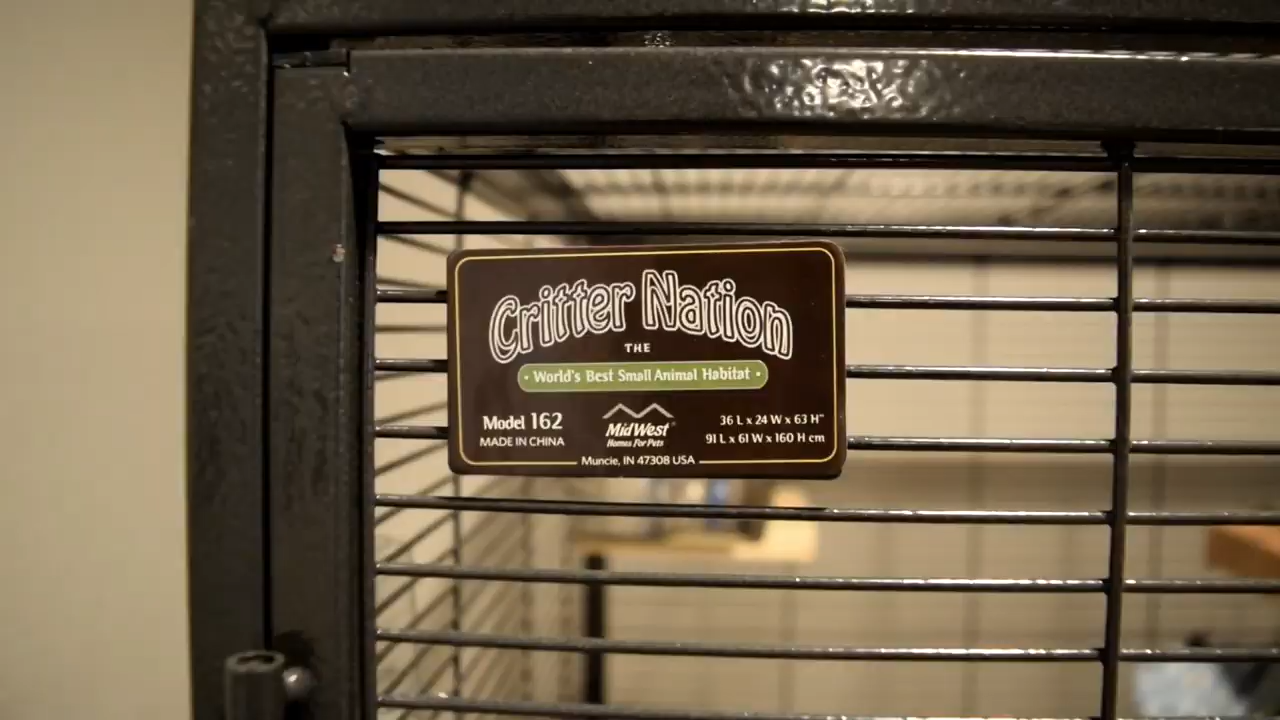 Critter Nation
THE
• World's Best Small Animal Habitat •
Model 162
MADE IN CHINA
MidWest®
Homes For Pets
36 L x 24 W x 63 H"
91 L x 61 W x 160 H cm
Muncie, IN 47308 USA